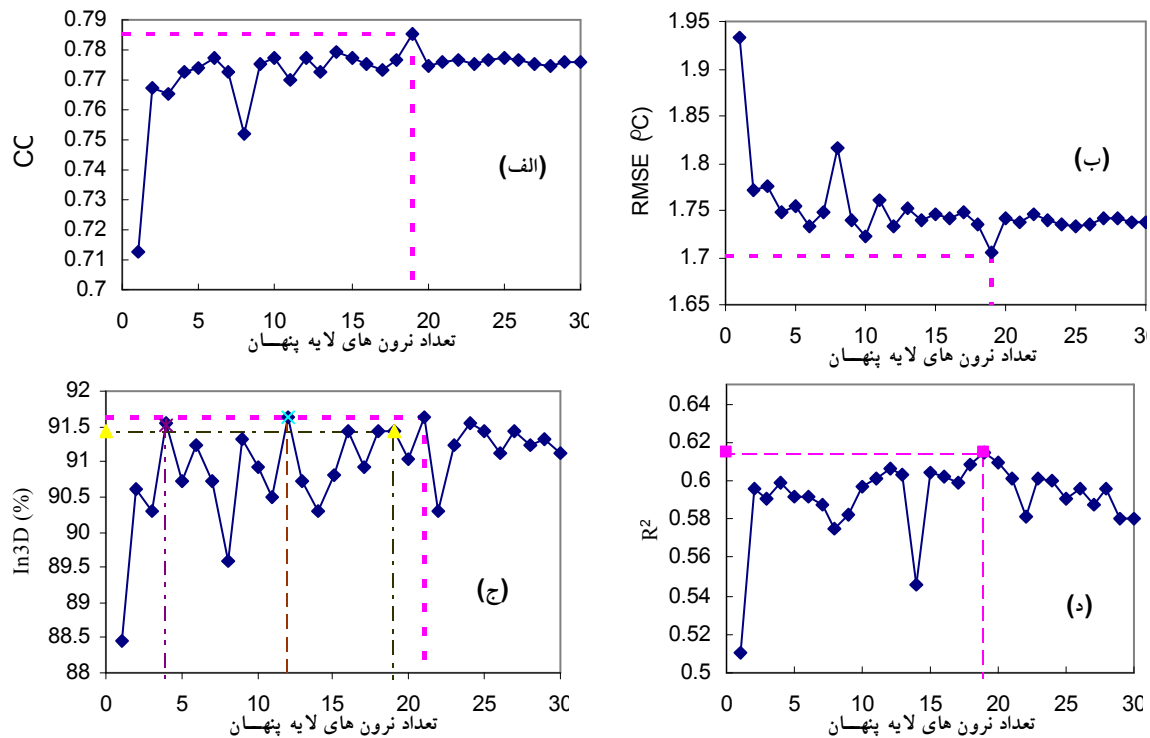 0.79
0.78
0.77
0.76
0.75
0.74
0.73
0.72
0.71
0.7
CC
(الف)
0 5 10 15 20 25 30
تعداد نرون های لایه پنهـــان
1.95
1.9
1.85
1.8
1.75
1.7
1.65
RMSE (ºC)
(ب)
0 5 10 15 20 25 30
تعداد نرون های لایه پنهـــان
92
91.5
91
90.5
90
89.5
89
88.5
88
In3D (%)
(ج)
0 5 10 15 20 25 30
تعداد نرون های لایه پنهـــان
0.64
0.62
0.6
0.58
0.56
0.54
0.52
0.5
R²
(د)
0 5 10 15 20 25 30
تعداد نرون های لایه پنهـــان